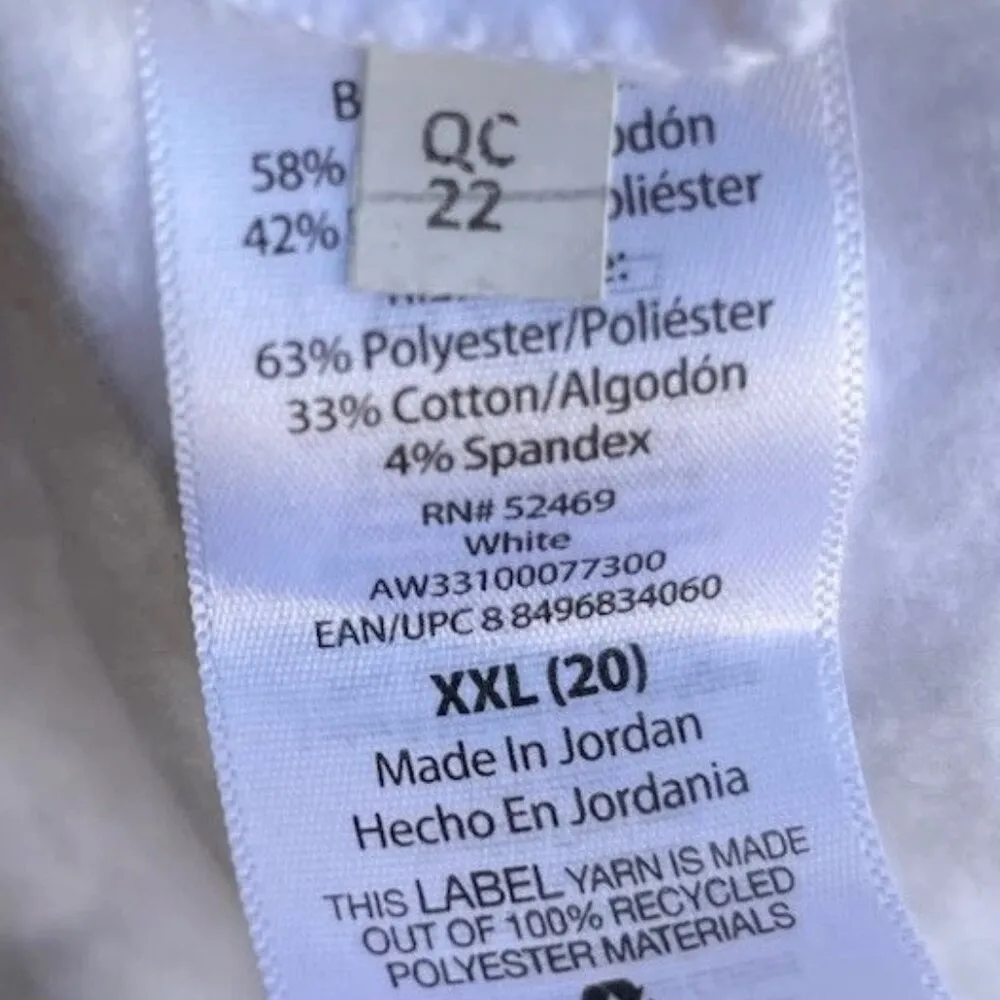 B
QC
odón
58%
22
oliéster
42%
63% Polyester/Poliéster
33% Cotton/Algodón
4% Spandex
RN# 52469
White
AW33100077300
EAN/UPC 8 8496834060
XXL (20)
Made In Jordan
Hecho En Jordania
THIS LABEL YARN IS MADE
OUT OF 100% RECYCLED
POLYESTER MATERIALS